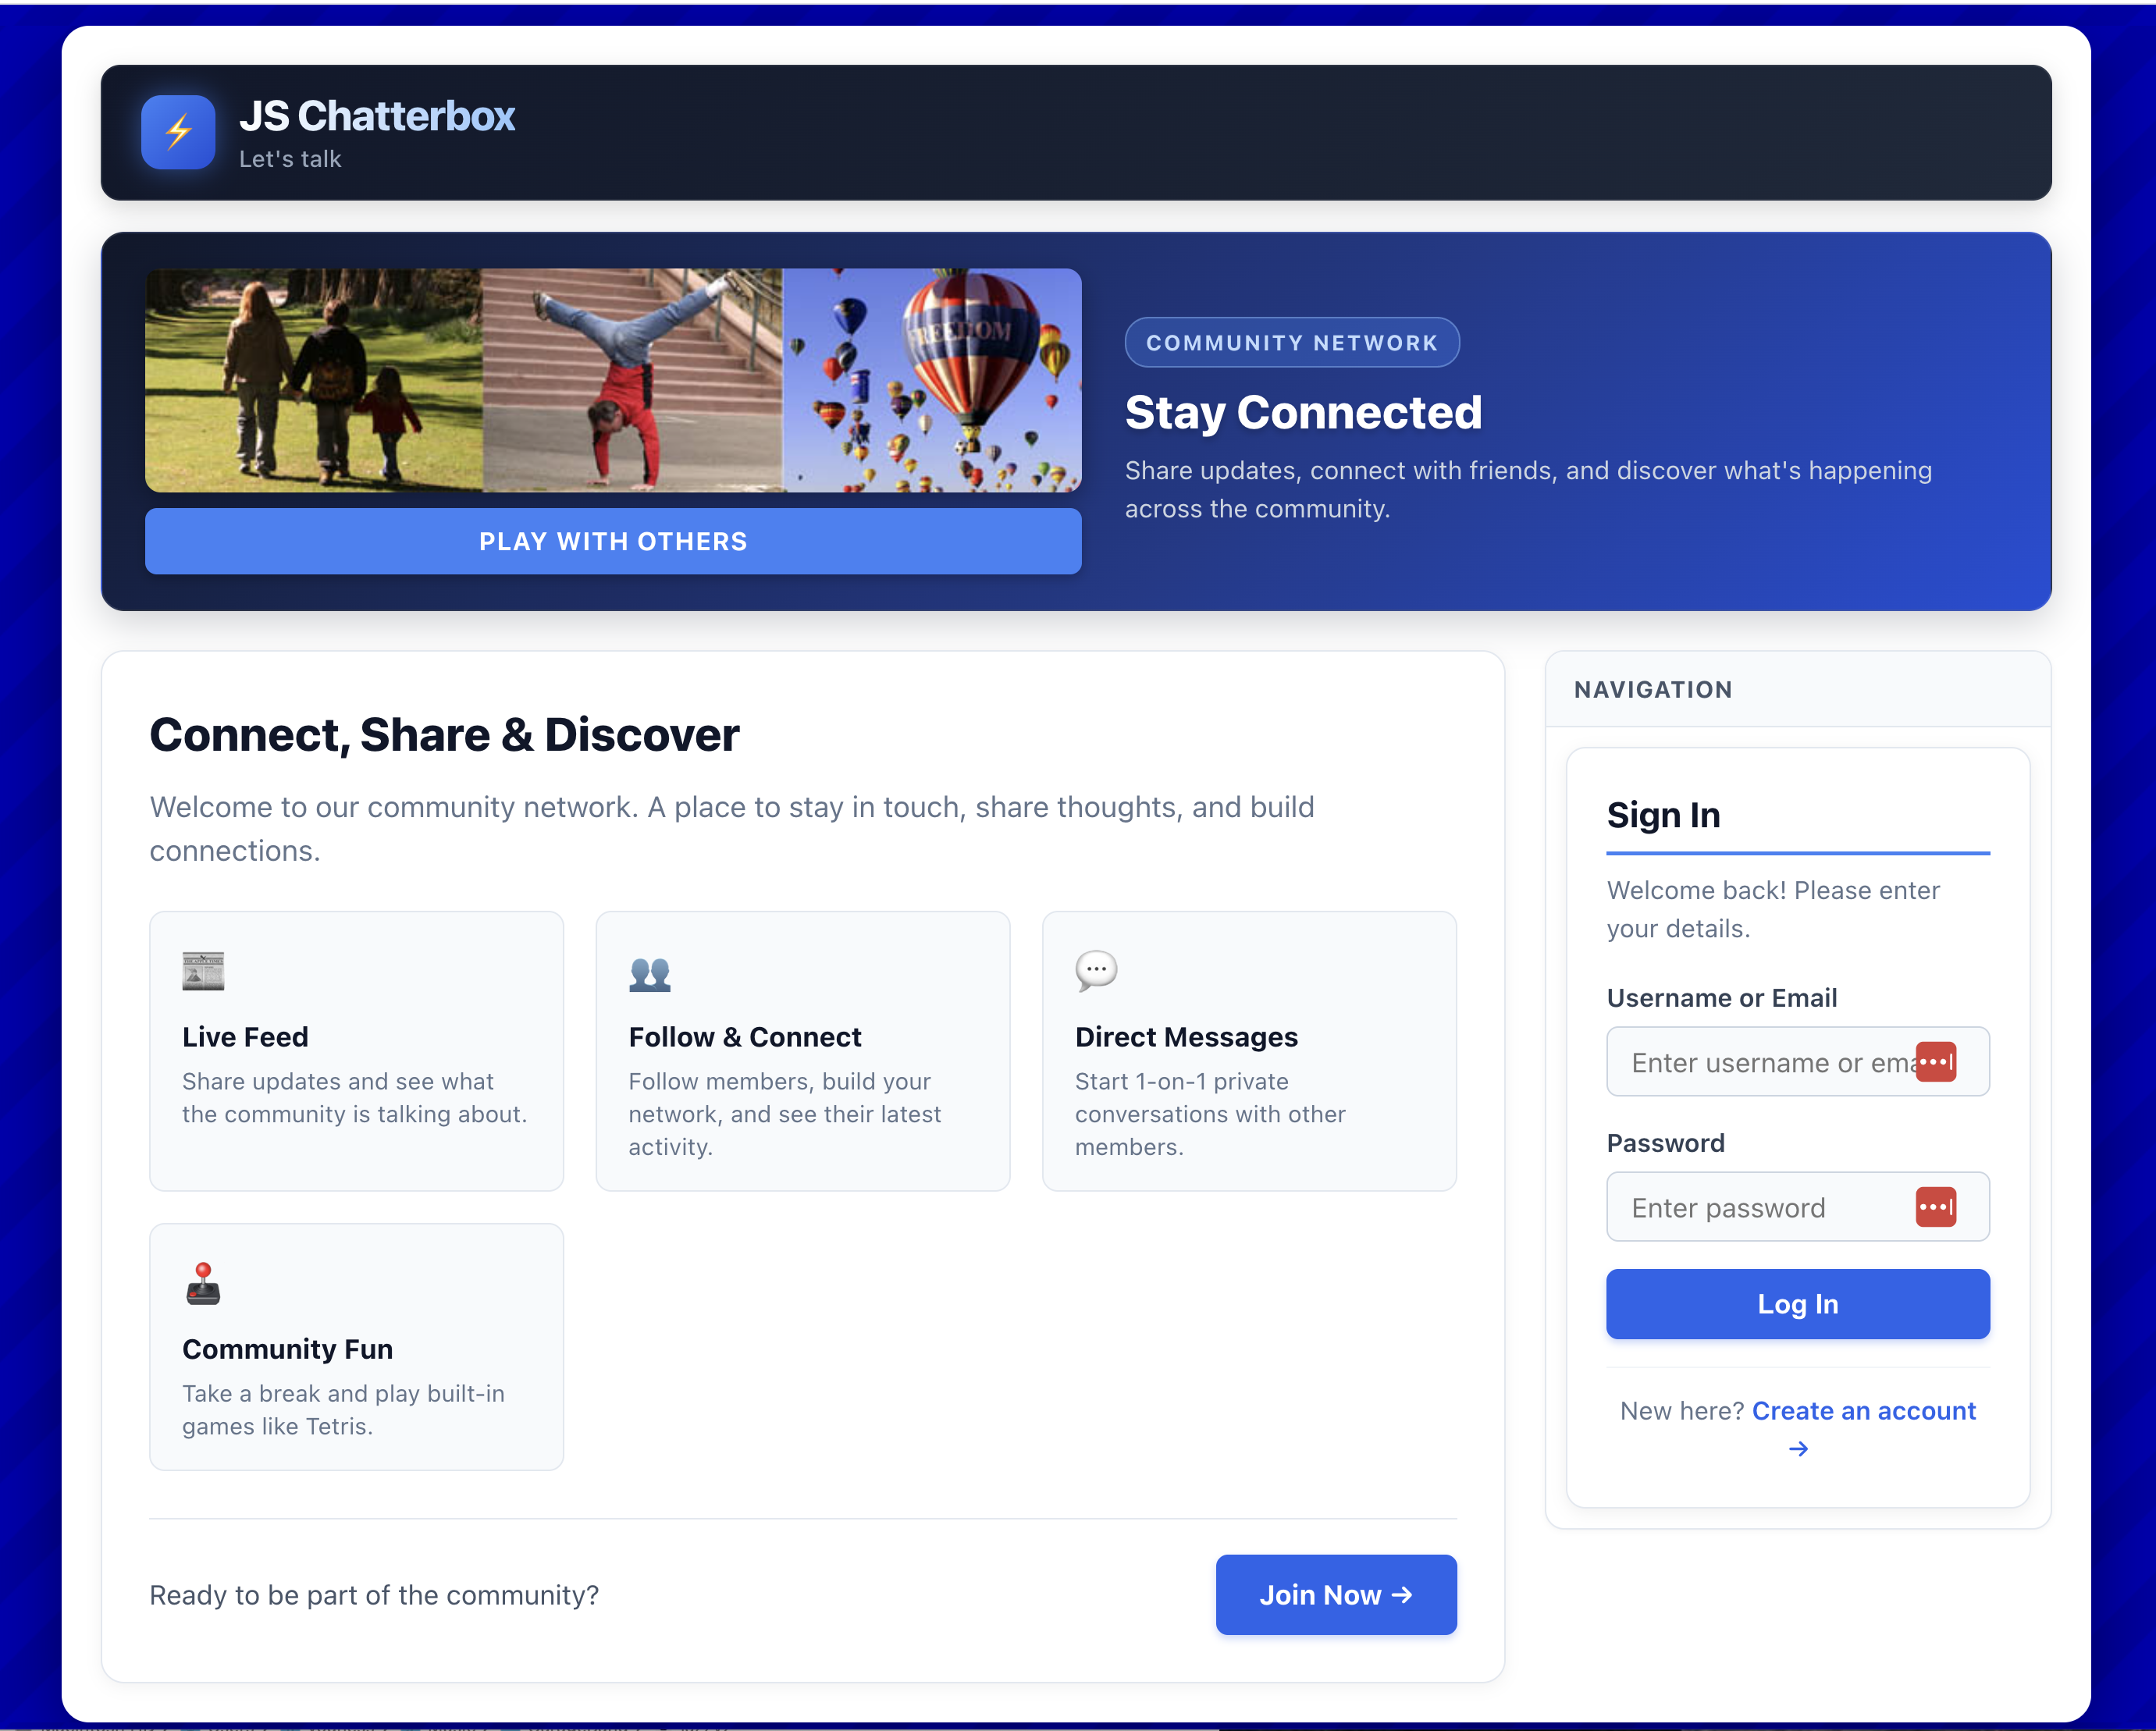 JS Chatterbox
Let's talk
FREEDOM
PLAY WITH OTHERS
COMMUNITY NETWORK
Stay Connected
Share updates, connect with friends, and discover what's happening
across the community.
Connect, Share & Discover
Welcome to our community network. A place to stay in touch, share thoughts, and build
connections.
Live Feed
Share updates and see what
the community is talking about.
Follow & Connect
Follow members, build your
network, and see their latest
activity.
Direct Messages
Start 1-on-1 private
conversations with other
members.
Community Fun
Take a break and play built-in
games like Tetris.
Ready to be part of the community?
Join Now →
NAVIGATION
Sign In
Welcome back! Please enter
your details.
Username or Email
Enter username or ema
Password
Enter password
Log In
New here? Create an account
→